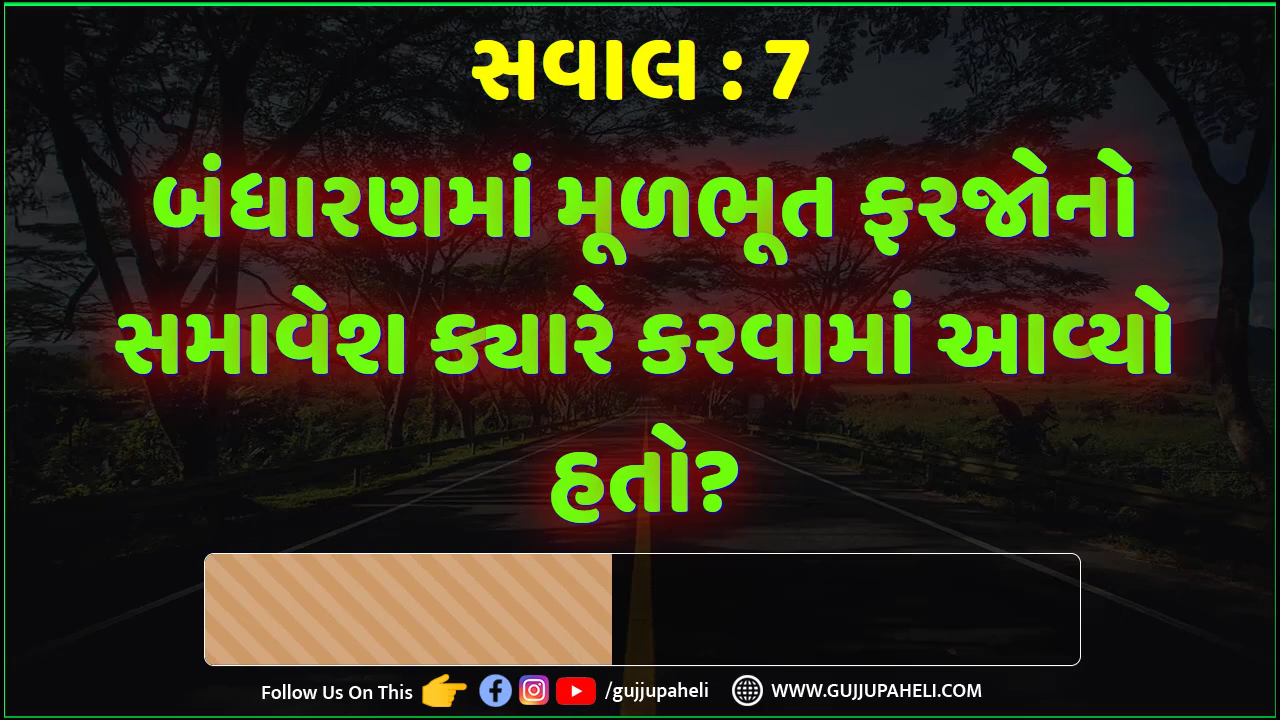 સવાલ : 7
બંધારણમાં મૂળભૂત ફરજોનો
સમાવેશ ક્યારે કરવામાં આવ્યો
હતો?
Follow Us On This /gujjupaheli WWW.GUJJUPAHELI.COM